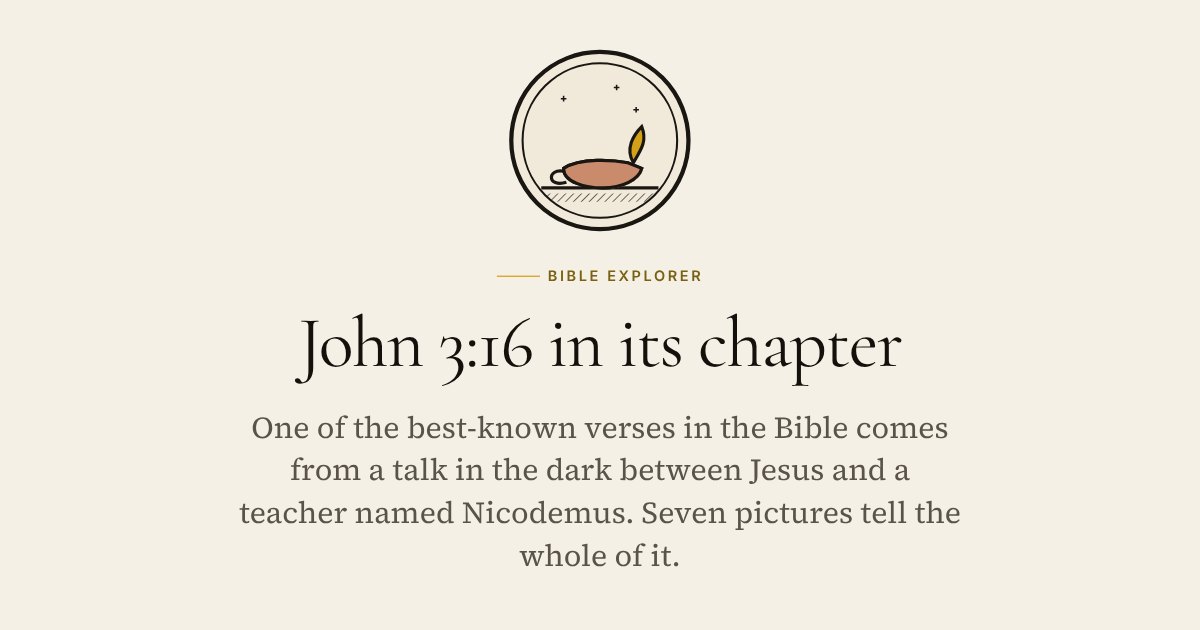 BIBLE EXPLORER
John 3:16 in its chapter
One of the best-known verses in the Bible comes
from a talk in the dark between Jesus and a
teacher named Nicodemus. Seven pictures tell the
whole of it.